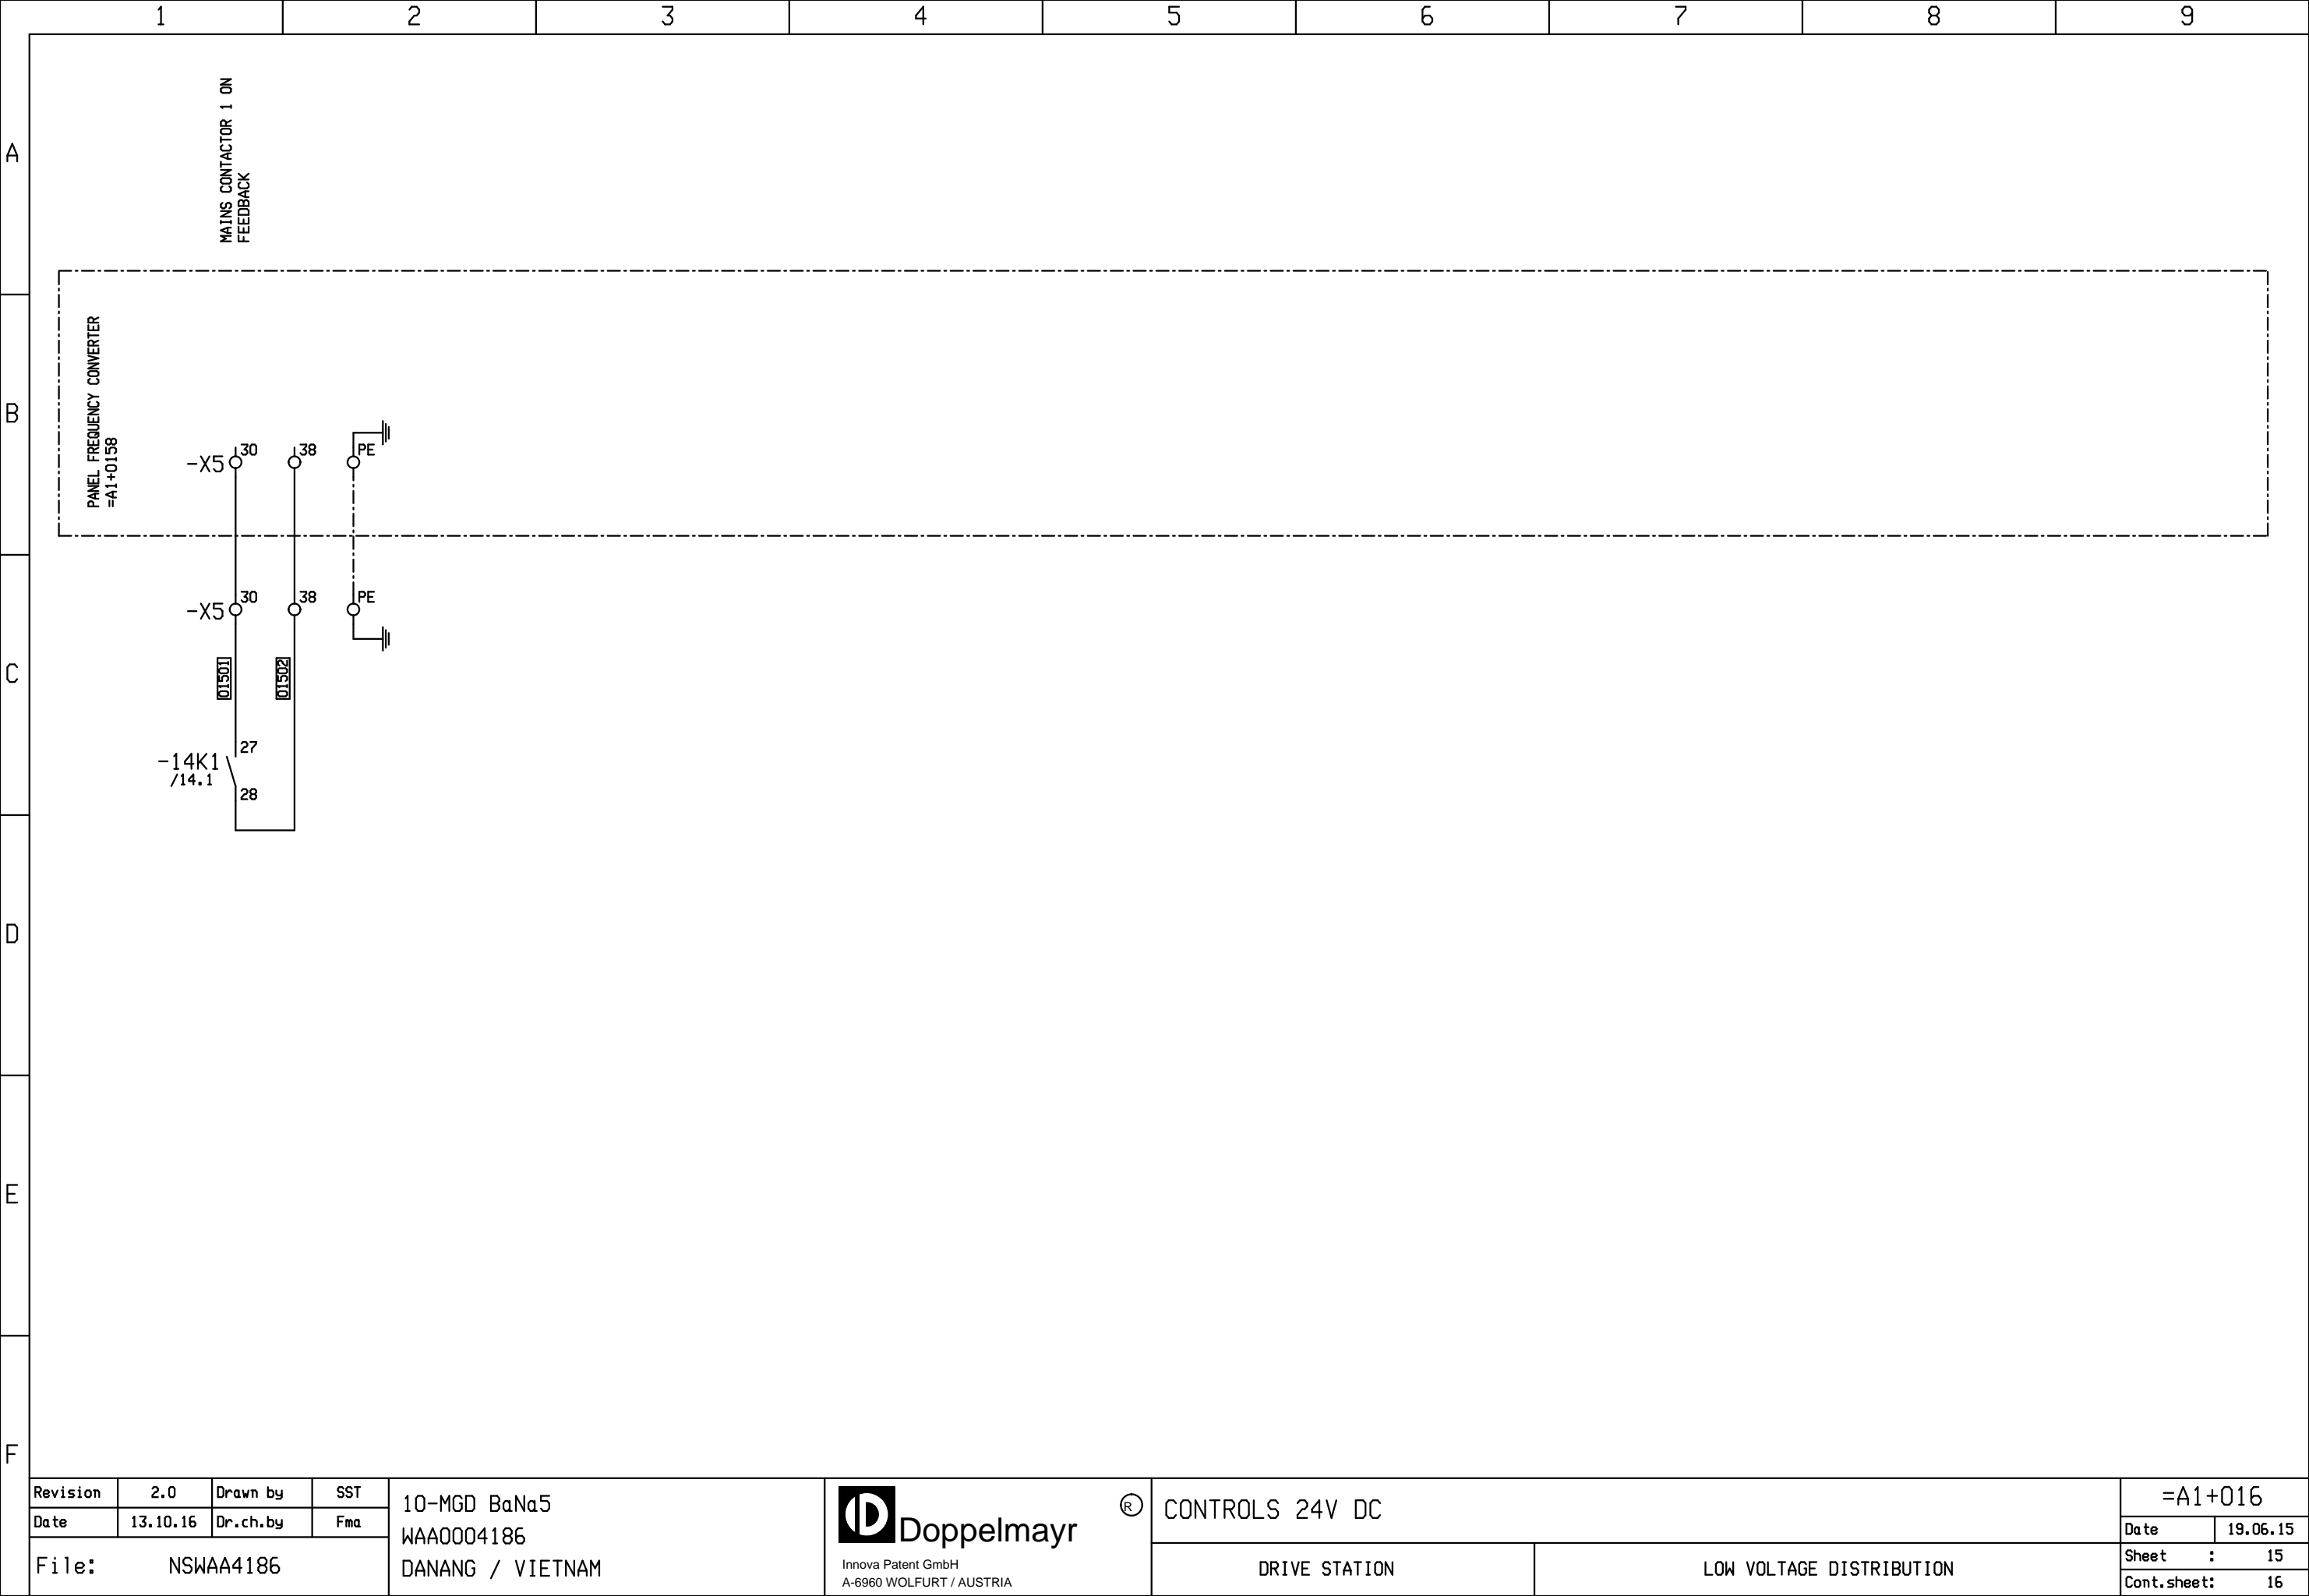 1 2 3 4 5 6 7 8 9
A
B
C
D
E
F
MAINS CONTACTOR 1 ON
FEEDBACK
PANEL FREQUENCY CONVERTER
=A1+0158
-X5 30 38 PE
-X5 30 38 PE
01501 01502
27
-14K1
/14.1
28
Revision 2.0 Drawn by SST
Date 13.10.16 Dr.ch.by Fma
File: NSWAA4186
10-MGD BaNa5
WAA0004186
DANANG / VIETNAM
Doppelmayr ®
Innova Patent GmbH
A-6960 WOLFURT / AUSTRIA
CONTROLS 24V DC
DRIVE STATION LOW VOLTAGE DISTRIBUTION
=A1+016
Date 19.06.15
Sheet : 15
Cont.sheet: 16